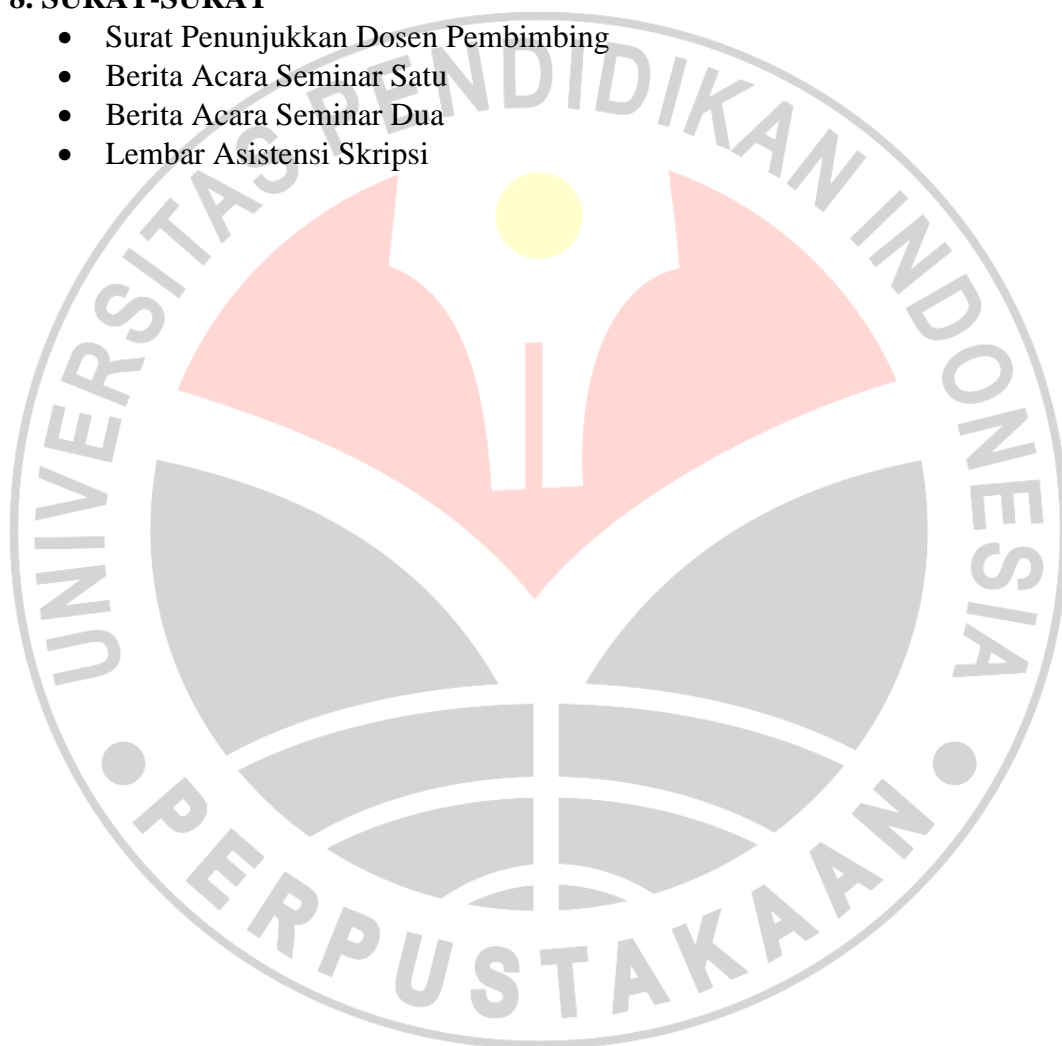 8. SURAT-SURAT
• Surat Penunjukkan Dosen Pembimbing
• Berita Acara Seminar Satu
• Berita Acara Seminar Dua
• Lembar Asistensi Skripsi
UNIVERSITAS PENDIDIKAN INDONESIA
PERPUSTAKAAN